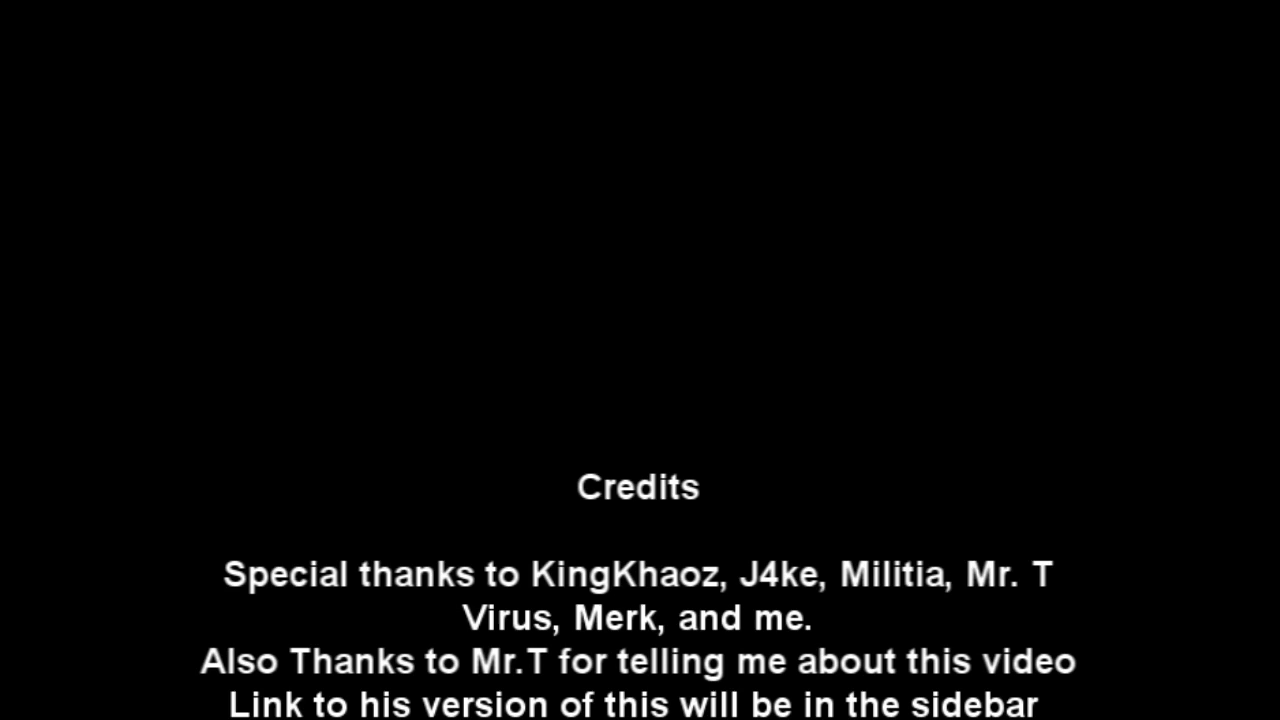 Credits
Special thanks to KingKhaoz, J4ke, Militia, Mr. T
Virus, Merk, and me.
Also Thanks to Mr.T for telling me about this video
Link to his version of this will be in the sidebar